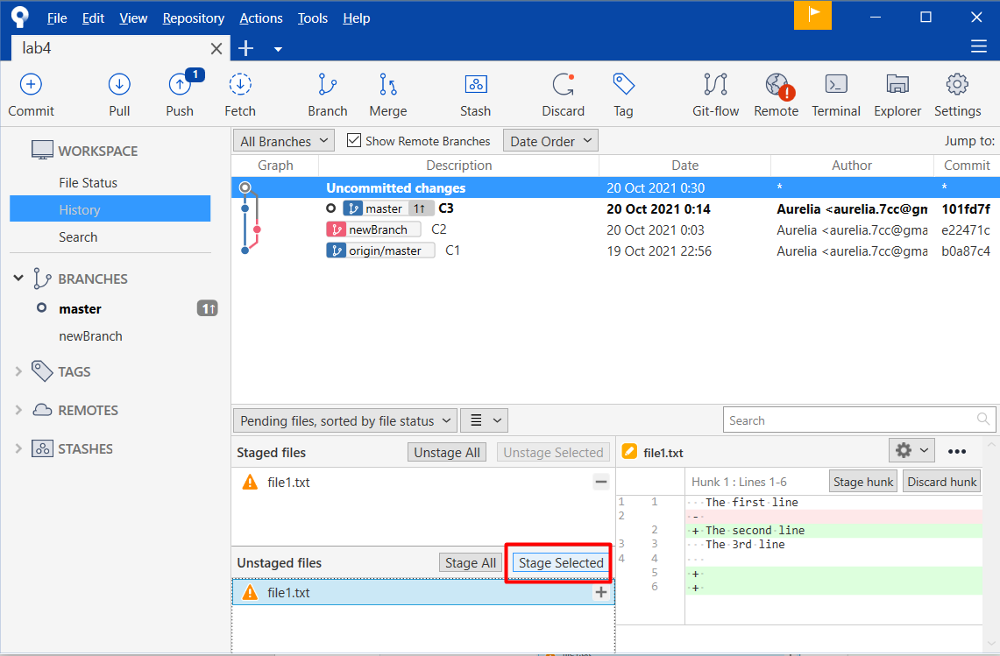 File Edit View Repository Actions Tools Help
lab4
1
Commit Pull Push Fetch Branch Merge Stash Discard Tag Git-flow Remote Terminal Explorer Settings
WORKSPACE
File Status
History
Search
BRANCHES
master 1↑
newBranch
TAGS
REMOTES
STASHES
All Branches Show Remote Branches Date Order Jump to:
Graph Description Date Author Commit
Uncommitted changes 20 Oct 2021 0:30 * *
master 1↑ C3 20 Oct 2021 0:14 Aurelia <aurelia.7cc@gm 101fd7f
newBranch C2 20 Oct 2021 0:03 Aurelia <aurelia.7cc@gma e22471c
origin/master C1 19 Oct 2021 22:56 Aurelia <aurelia.7cc@gma b0a87c4
Pending files, sorted by file status Search
Staged files Unstage All Unstage Selected
file1.txt
Unstaged files Stage All Stage Selected
file1.txt
file1.txt
Hunk 1 : Lines 1-6 Stage hunk Discard hunk
1 1 The first line
2 -
2 + The second line
3 3 The 3rd line
4 4
5 +
6 +